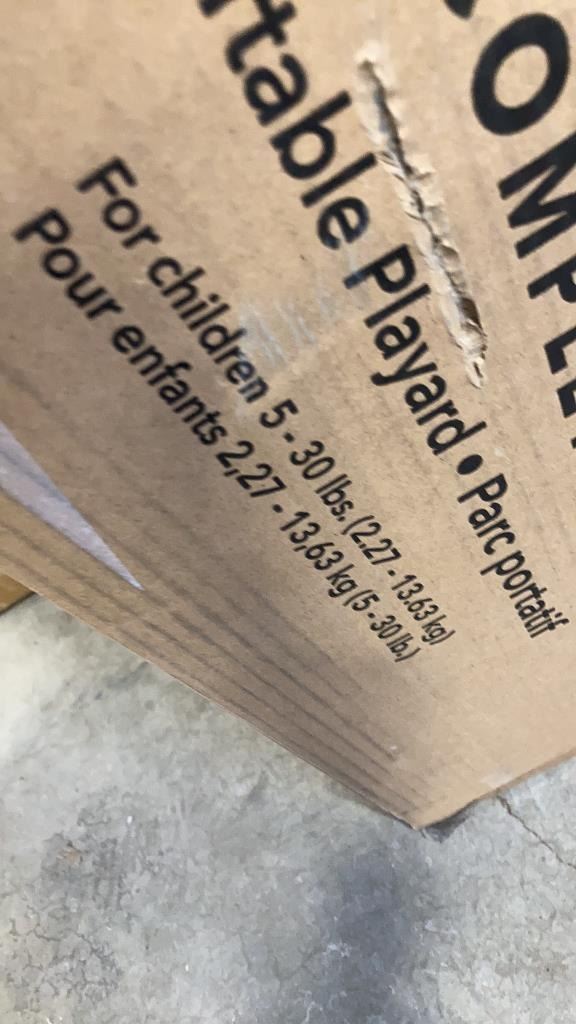 OMPLE
rtable Playard • Parc portatif
For children 5 - 30 lbs. (2.27 - 13.63 kg)
Pour enfants 2,27 - 13,63 kg (5 - 30 lb.)